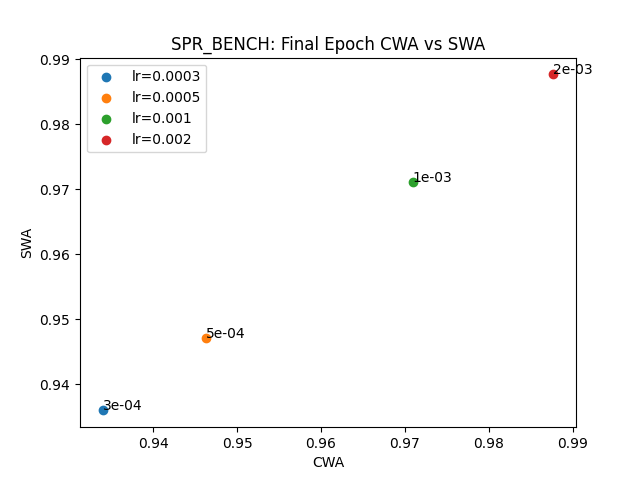 SPR_BENCH: Final Epoch CWA vs SWA
lr=0.0003
lr=0.0005
lr=0.001
lr=0.002
2e-03
1e-03
5e-04
3e-04
0.99
0.98
0.97
0.96
0.95
0.94
SWA
0.94 0.95 0.96 0.97 0.98 0.99
CWA